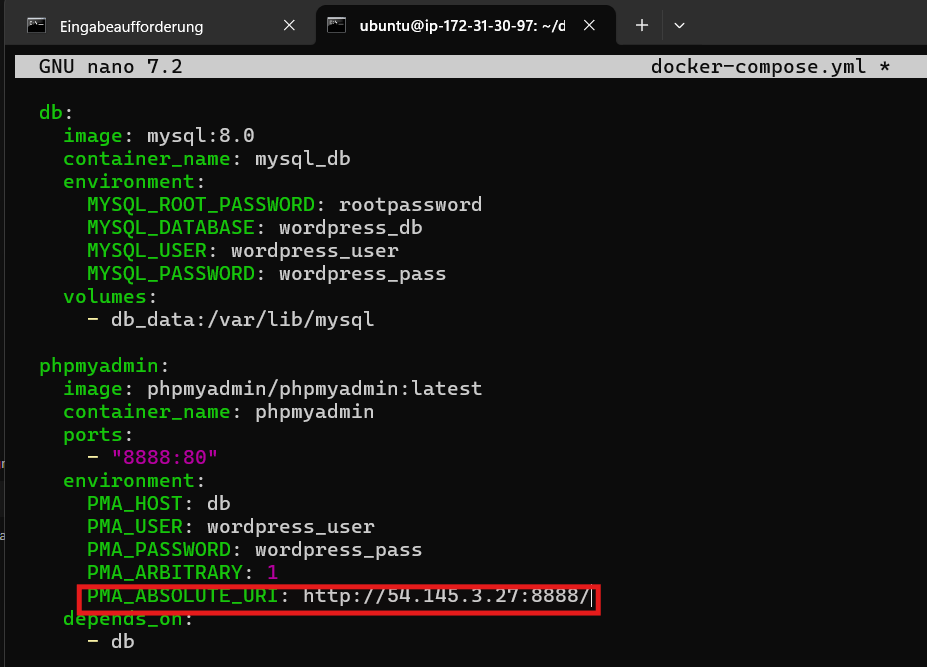 Eingabeaufforderung
ubuntu@ip-172-31-30-97: ~/d
GNU nano 7.2 docker-compose.yml *
db:
image: mysql:8.0
container_name: mysql_db
environment:
MYSQL_ROOT_PASSWORD: rootpassword
MYSQL_DATABASE: wordpress_db
MYSQL_USER: wordpress_user
MYSQL_PASSWORD: wordpress_pass
volumes:
- db_data:/var/lib/mysql
phpmyadmin:
image: phpmyadmin/phpmyadmin:latest
container_name: phpmyadmin
ports:
- "8888:80"
environment:
PMA_HOST: db
PMA_USER: wordpress_user
PMA_PASSWORD: wordpress_pass
PMA_ARBITRARY: 1
PMA_ABSOLUTE_URI: http://54.145.3.27:8888/
depends_on:
- db